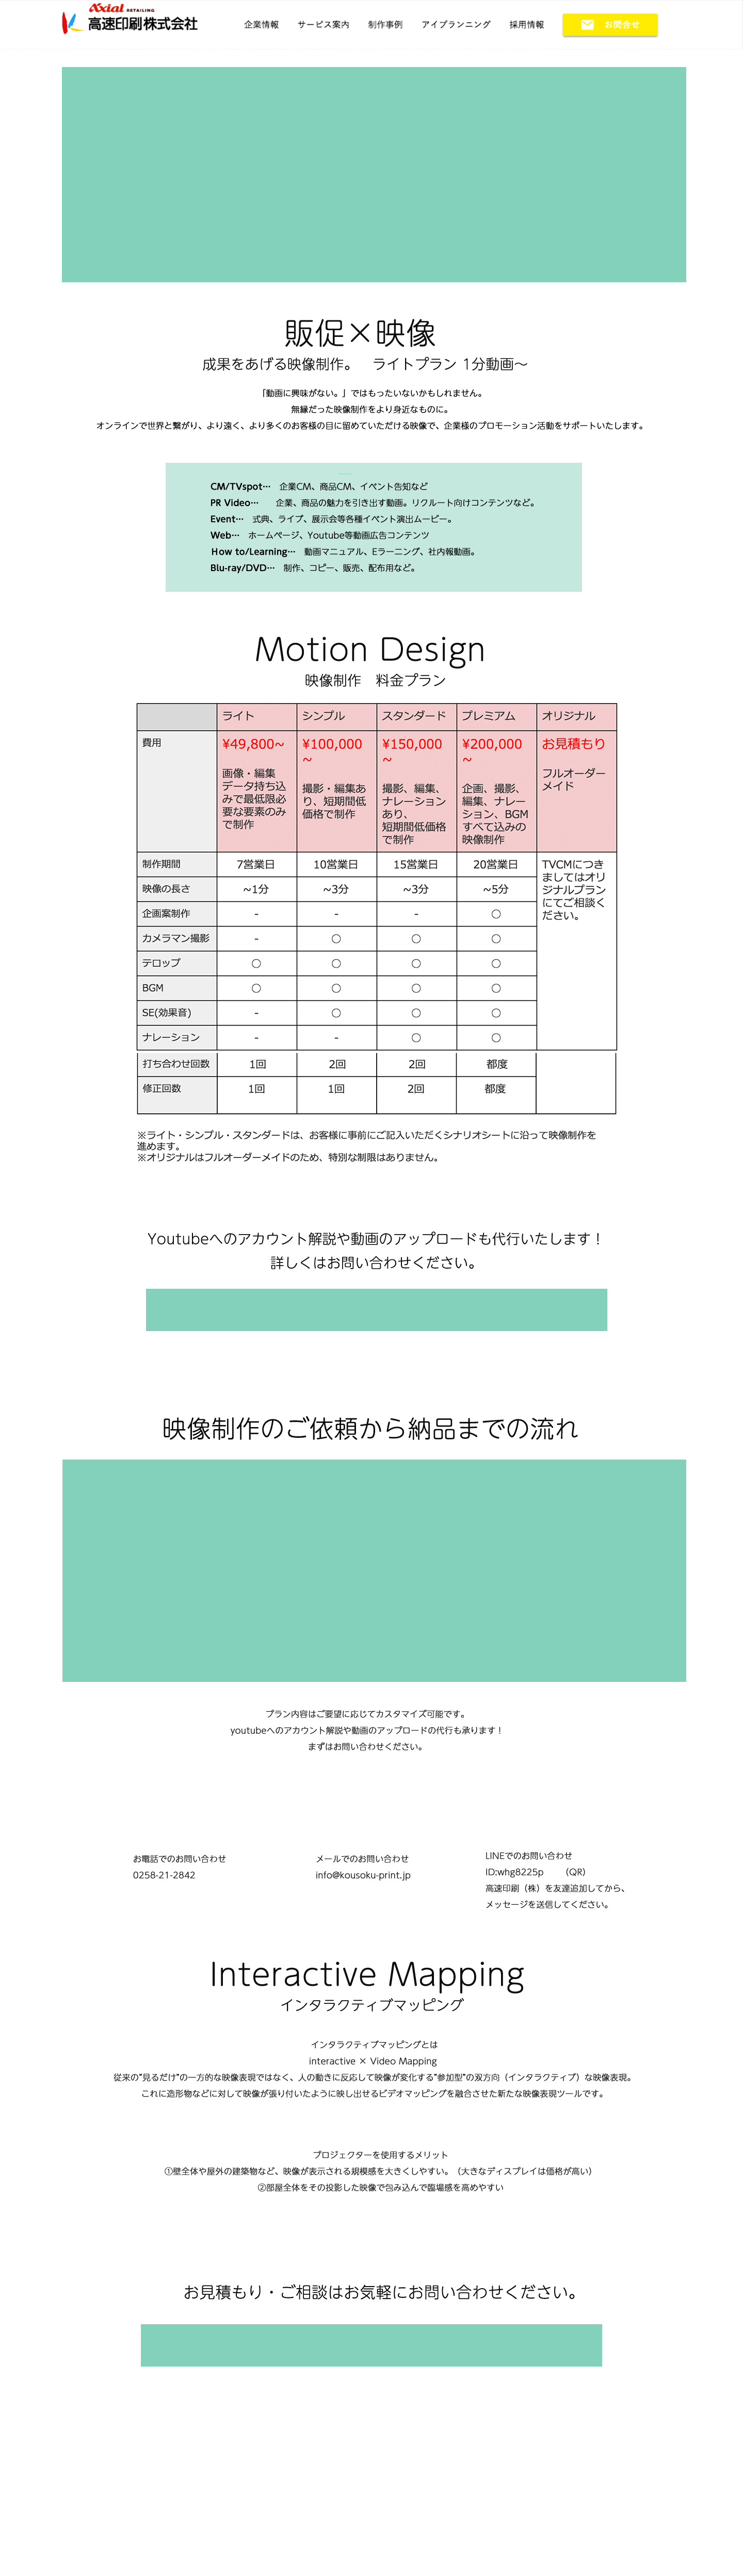 Axial RETAILING
高速印刷株式会社
企業情報 サービス案内 制作事例 アイプランニング 採用情報 お問合せ
販促×映像
成果をあげる映像制作。 ライトプラン 1分動画～
「動画に興味がない。」ではもったいないかもしれません。
無縁だった映像制作をより身近なものに。
オンラインで世界と繋がり、より遠く、より多くのお客様の目に留めていただける映像で、企業様のプロモーション活動をサポートいたします。
CM/TVspot… 企業CM、商品CM、イベント告知など
PR Video… 企業、商品の魅力を引き出す動画。リクルート向けコンテンツなど。
Event… 式典、ライブ、展示会等各種イベント演出ムービー。
Web… ホームページ、Youtube等動画広告コンテンツ
How to/Learning… 動画マニュアル、Eラーニング、社内報動画。
Blu-ray/DVD… 制作、コピー、販売、配布用など。
Motion Design
映像制作 料金プラン
ライト シンプル スタンダード プレミアム オリジナル
費用
¥49,800~
画像・編集
データ持ち込
みで最低限必
要な要素のみ
で制作
¥100,000
~
撮影・編集あ
り、短期間低
価格で制作
¥150,000
~
撮影、編集、
ナレーション
あり、
短期間低価格
で制作
¥200,000
~
企画、撮影、
編集、ナレー
ション、BGM
すべて込みの
映像制作
お見積もり
フルオーダー
メイド
制作期間 7営業日 10営業日 15営業日 20営業日
TVCMにつき
ましてはオリ
ジナルプラン
にてご相談く
ださい。
映像の長さ ~1分 ~3分 ~3分 ~5分
企画案制作 - - - ○
カメラマン撮影 - ○ ○ ○
テロップ ○ ○ ○ ○
BGM ○ ○ ○ ○
SE(効果音) - ○ ○ ○
ナレーション - - ○ ○
打ち合わせ回数 1回 2回 2回 都度
修正回数 1回 1回 2回 都度
※ライト・シンプル・スタンダードは、お客様に事前にご記入いただくシナリオシートに沿って映像制作を
進めます。
※オリジナルはフルオーダーメイドのため、特別な制限はありません。
Youtubeへのアカウント解説や動画のアップロードも代行いたします！
詳しくはお問い合わせください。
映像制作のご依頼から納品までの流れ
プラン内容はご要望に応じてカスタマイズ可能です。
youtubeへのアカウント解説や動画のアップロードの代行も承ります！
まずはお問い合わせください。
お電話でのお問い合わせ
0258-21-2842
メールでのお問い合わせ
info@kousoku-print.jp
LINEでのお問い合わせ
ID:whg8225p （QR）
高速印刷（株）を友達追加してから、
メッセージを送信してください。
Interactive Mapping
インタラクティブマッピング
インタラクティブマッピングとは
interactive × Video Mapping
従来の"見るだけ"の一方的な映像表現ではなく、人の動きに反応して映像が変化する"参加型"の双方向（インタラクティブ）な映像表現。
これに造形物などに対して映像が張り付いたように映し出せるビデオマッピングを融合させた新たな映像表現ツールです。
プロジェクターを使用するメリット
①壁全体や屋外の建築物など、映像が表示される規模感を大きくしやすい。（大きなディスプレイは価格が高い）
②部屋全体をその投影した映像で包み込んで臨場感を高めやすい
お見積もり・ご相談はお気軽にお問い合わせください。